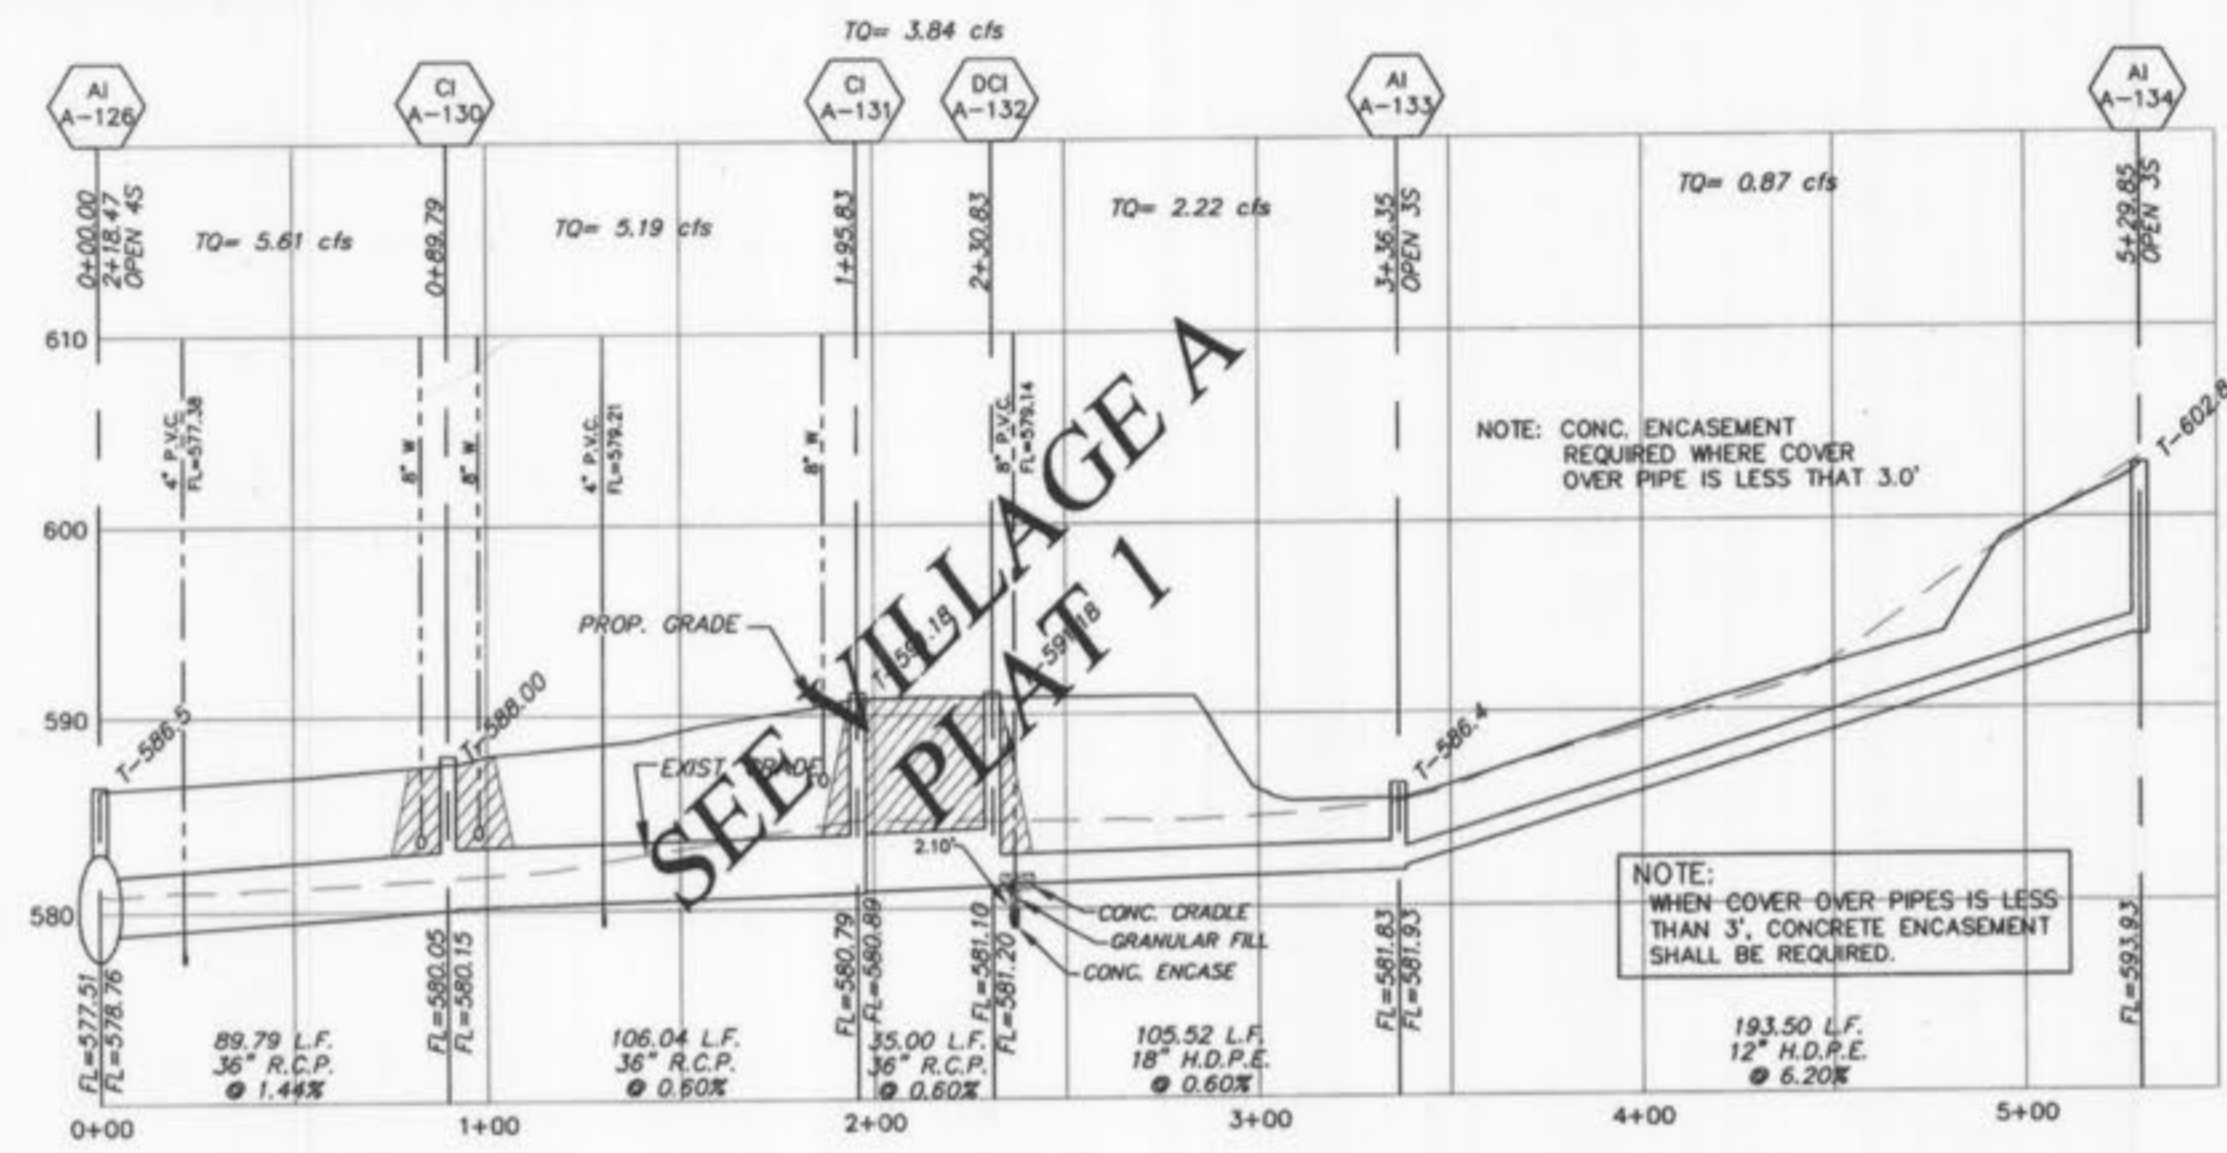 TQ= 3.84 cfs
AI
A-126
CI
A-130
CI
A-131
DCI
A-132
AI
A-133
AI
A-134
0+00.00
2+18.47
OPEN 4S
TQ= 5.61 cfs
0+89.79
TQ= 5.19 cfs
1+95.83
2+30.83
TQ= 2.22 cfs
3+36.35
OPEN 3S
TQ= 0.87 cfs
5+29.85
OPEN 3S
610
600
590
580
4" P.V.C.
FL=577.38
8" W
8" W
4" P.V.C.
FL=579.21
8" W
8" P.V.C.
FL=579.14
SEE VILLAGE A
PLAT 1
NOTE: CONC. ENCASEMENT
REQUIRED WHERE COVER
OVER PIPE IS LESS THAT 3.0'
T-602.8
PROP. GRADE
EXIST. GRADE
T-586.5
T-588.00
T-591.18
591.18
T-586.4
2.10'
CONC. CRADLE
GRANULAR FILL
CONC. ENCASE
NOTE:
WHEN COVER OVER PIPES IS LESS
THAN 3', CONCRETE ENCASEMENT
SHALL BE REQUIRED.
FL=577.51
FL=578.76
FL=580.05
FL=580.15
FL=580.79
FL=580.89
FL=581.10
FL=581.20
FL=581.83
FL=581.93
FL=593.93
89.79 L.F.
36" R.C.P.
@ 1.44%
106.04 L.F.
36" R.C.P.
@ 0.60%
35.00 L.F.
36" R.C.P.
@ 0.60%
105.52 L.F.
18" H.D.P.E.
@ 0.60%
193.50 L.F.
12" H.D.P.E.
@ 6.20%
0+00
1+00
2+00
3+00
4+00
5+00